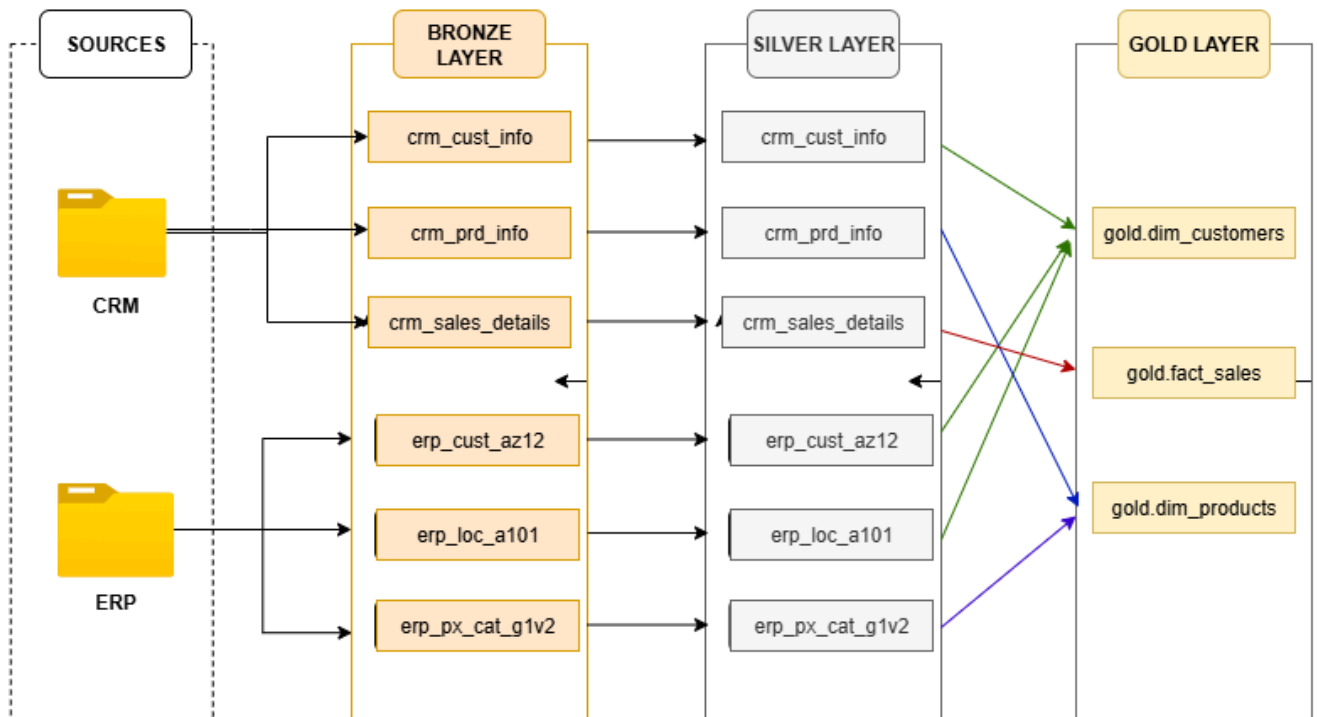 SOURCES
BRONZE
LAYER
SILVER LAYER
GOLD LAYER
crm_cust_info
crm_cust_info
CRM
crm_prd_info
crm_prd_info
gold.dim_customers
crm_sales_details
crm_sales_details
gold.fact_sales
erp_cust_az12
erp_cust_az12
gold.dim_products
ERP
erp_loc_a101
erp_loc_a101
erp_px_cat_g1v2
erp_px_cat_g1v2